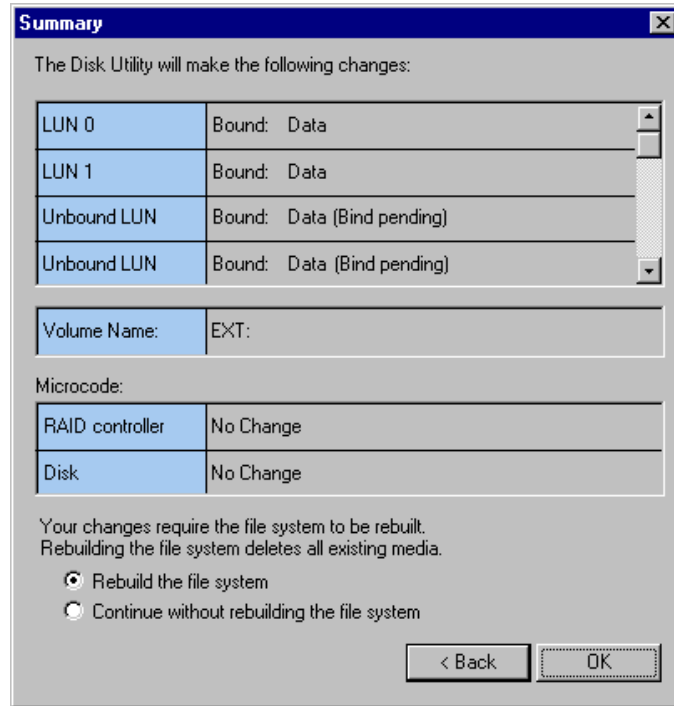 Summary
The Disk Utility will make the following changes:
LUN 0 Bound: Data
LUN 1 Bound: Data
Unbound LUN Bound: Data (Bind pending)
Unbound LUN Bound: Data (Bind pending)
Volume Name: EXT:
Microcode:
RAID controller No Change
Disk No Change
Your changes require the file system to be rebuilt.
Rebuilding the file system deletes all existing media.
Rebuild the file system
Continue without rebuilding the file system
< Back OK